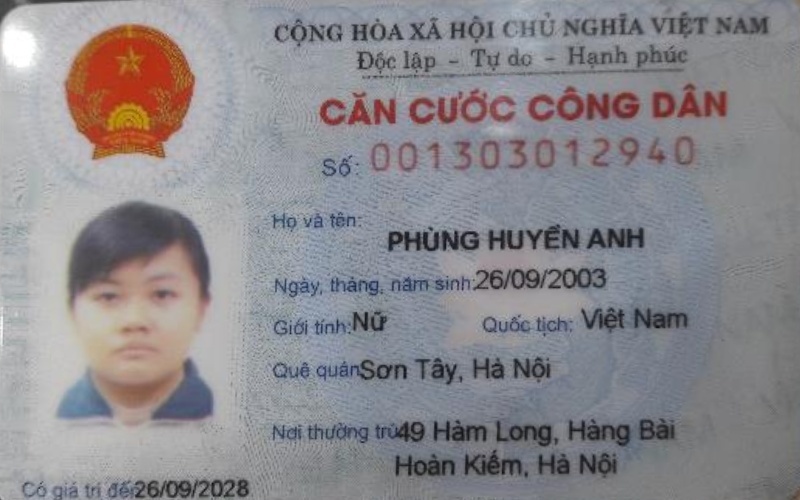 CỘNG HÒA XÃ HỘI CHỦ NGHĨA VIỆT NAM
Độc lập - Tự do - Hạnh phúc
CĂN CƯỚC CÔNG DÂN
Số: 001303012940
Họ và tên:
PHÙNG HUYỀN ANH
Ngày, tháng, năm sinh: 26/09/2003
Giới tính: Nữ Quốc tịch: Việt Nam
Quê quán Sơn Tây, Hà Nội
Nơi thường trú 49 Hàm Long, Hàng Bài
Hoàn Kiếm, Hà Nội
Có giá trị đến 26/09/2028